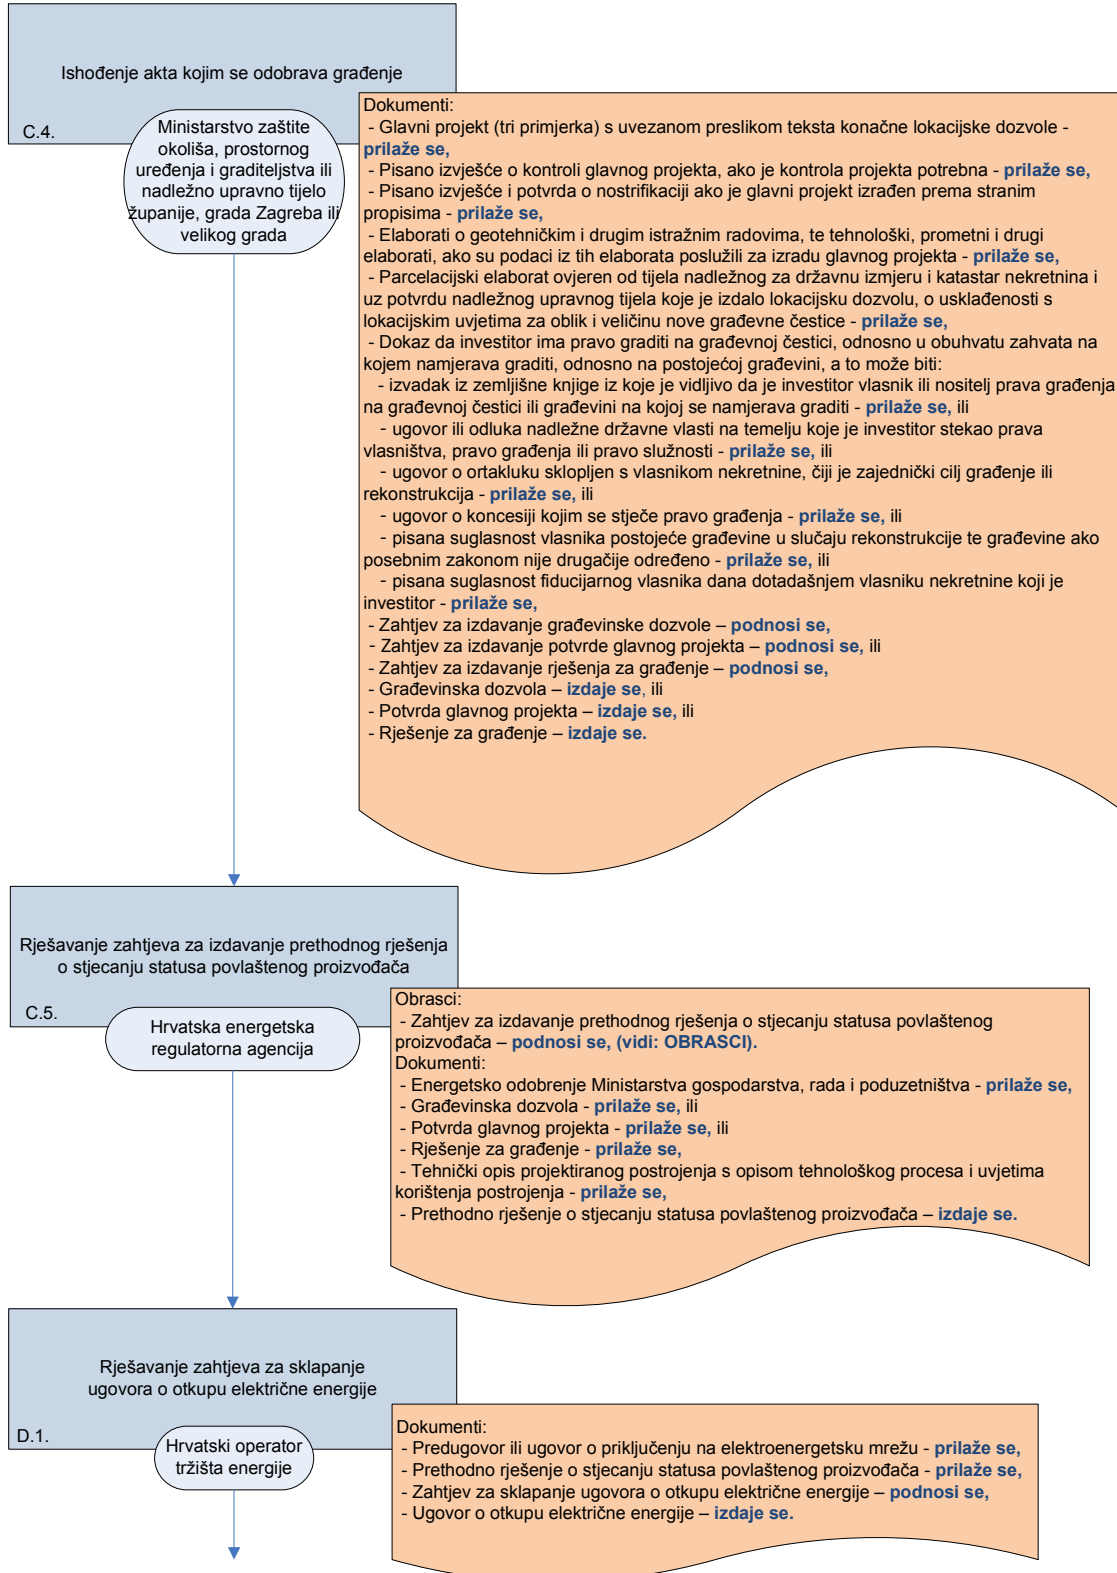 Ishođenje akta kojim se odobrava građenje
C.4.
Ministarstvo zaštite
okoliša, prostornog
uređenja i graditeljstva ili
nadležno upravno tijelo
županije, grada Zagreba ili
velikog grada
Dokumenti:
- Glavni projekt (tri primjerka) s uvezanom preslikom teksta konačne lokacijske dozvole -
prilaže se,
- Pisano izvješće o kontroli glavnog projekta, ako je kontrola projekta potrebna - prilaže se,
- Pisano izvješće i potvrda o nostrifikaciji ako je glavni projekt izrađen prema stranim
propisima - prilaže se,
- Elaborati o geotehničkim i drugim istražnim radovima, te tehnološki, prometni i drugi
elaborati, ako su podaci iz tih elaborata poslužili za izradu glavnog projekta - prilaže se,
- Parcelacijski elaborat ovjeren od tijela nadležnog za državnu izmjeru i katastar nekretnina i
uz potvrdu nadležnog upravnog tijela koje je izdalo lokacijsku dozvolu, o usklađenosti s
lokacijskim uvjetima za oblik i veličinu nove građevne čestice - prilaže se,
- Dokaz da investitor ima pravo graditi na građevnoj čestici, odnosno u obuhvatu zahvata na
kojem namjerava graditi, odnosno na postojećoj građevini, a to može biti:
- izvadak iz zemljišne knjige iz koje je vidljivo da je investitor vlasnik ili nositelj prava građenja
na građevnoj čestici ili građevini na kojoj se namjerava graditi - prilaže se, ili
- ugovor ili odluka nadležne državne vlasti na temelju koje je investitor stekao prava
vlasništva, pravo građenja ili pravo služnosti - prilaže se, ili
- ugovor o ortakluku sklopljen s vlasnikom nekretnine, čiji je zajednički cilj građenje ili
rekonstrukcija - prilaže se, ili
- ugovor o koncesiji kojim se stječe pravo građenja - prilaže se, ili
- pisana suglasnost vlasnika postojeće građevine u slučaju rekonstrukcije te građevine ako
posebnim zakonom nije drugačije određeno - prilaže se, ili
- pisana suglasnost fiducijarnog vlasnika dana dotadašnjem vlasniku nekretnine koji je
investitor - prilaže se,
- Zahtjev za izdavanje građevinske dozvole – podnosi se,
- Zahtjev za izdavanje potvrde glavnog projekta – podnosi se, ili
- Zahtjev za izdavanje rješenja za građenje – podnosi se,
- Građevinska dozvola – izdaje se, ili
- Potvrda glavnog projekta – izdaje se, ili
- Rješenje za građenje – izdaje se.
Rješavanje zahtjeva za izdavanje prethodnog rješenja
o stjecanju statusa povlaštenog proizvođača
C.5.
Hrvatska energetska
regulatorna agencija
Obrasci:
- Zahtjev za izdavanje prethodnog rješenja o stjecanju statusa povlaštenog
proizvođača – podnosi se, (vidi: OBRASCI).
Dokumenti:
- Energetsko odobrenje Ministarstva gospodarstva, rada i poduzetništva - prilaže se,
- Građevinska dozvola - prilaže se, ili
- Potvrda glavnog projekta - prilaže se, ili
- Rješenje za građenje - prilaže se,
- Tehnički opis projektiranog postrojenja s opisom tehnološkog procesa i uvjetima
korištenja postrojenja - prilaže se,
- Prethodno rješenje o stjecanju statusa povlaštenog proizvođača – izdaje se.
Rješavanje zahtjeva za sklapanje
ugovora o otkupu električne energije
D.1.
Hrvatski operator
tržišta energije
Dokumenti:
- Predugovor ili ugovor o priključenju na elektroenergetsku mrežu - prilaže se,
- Prethodno rješenje o stjecanju statusa povlaštenog proizvođača - prilaže se,
- Zahtjev za sklapanje ugovora o otkupu električne energije – podnosi se,
- Ugovor o otkupu električne energije – izdaje se.